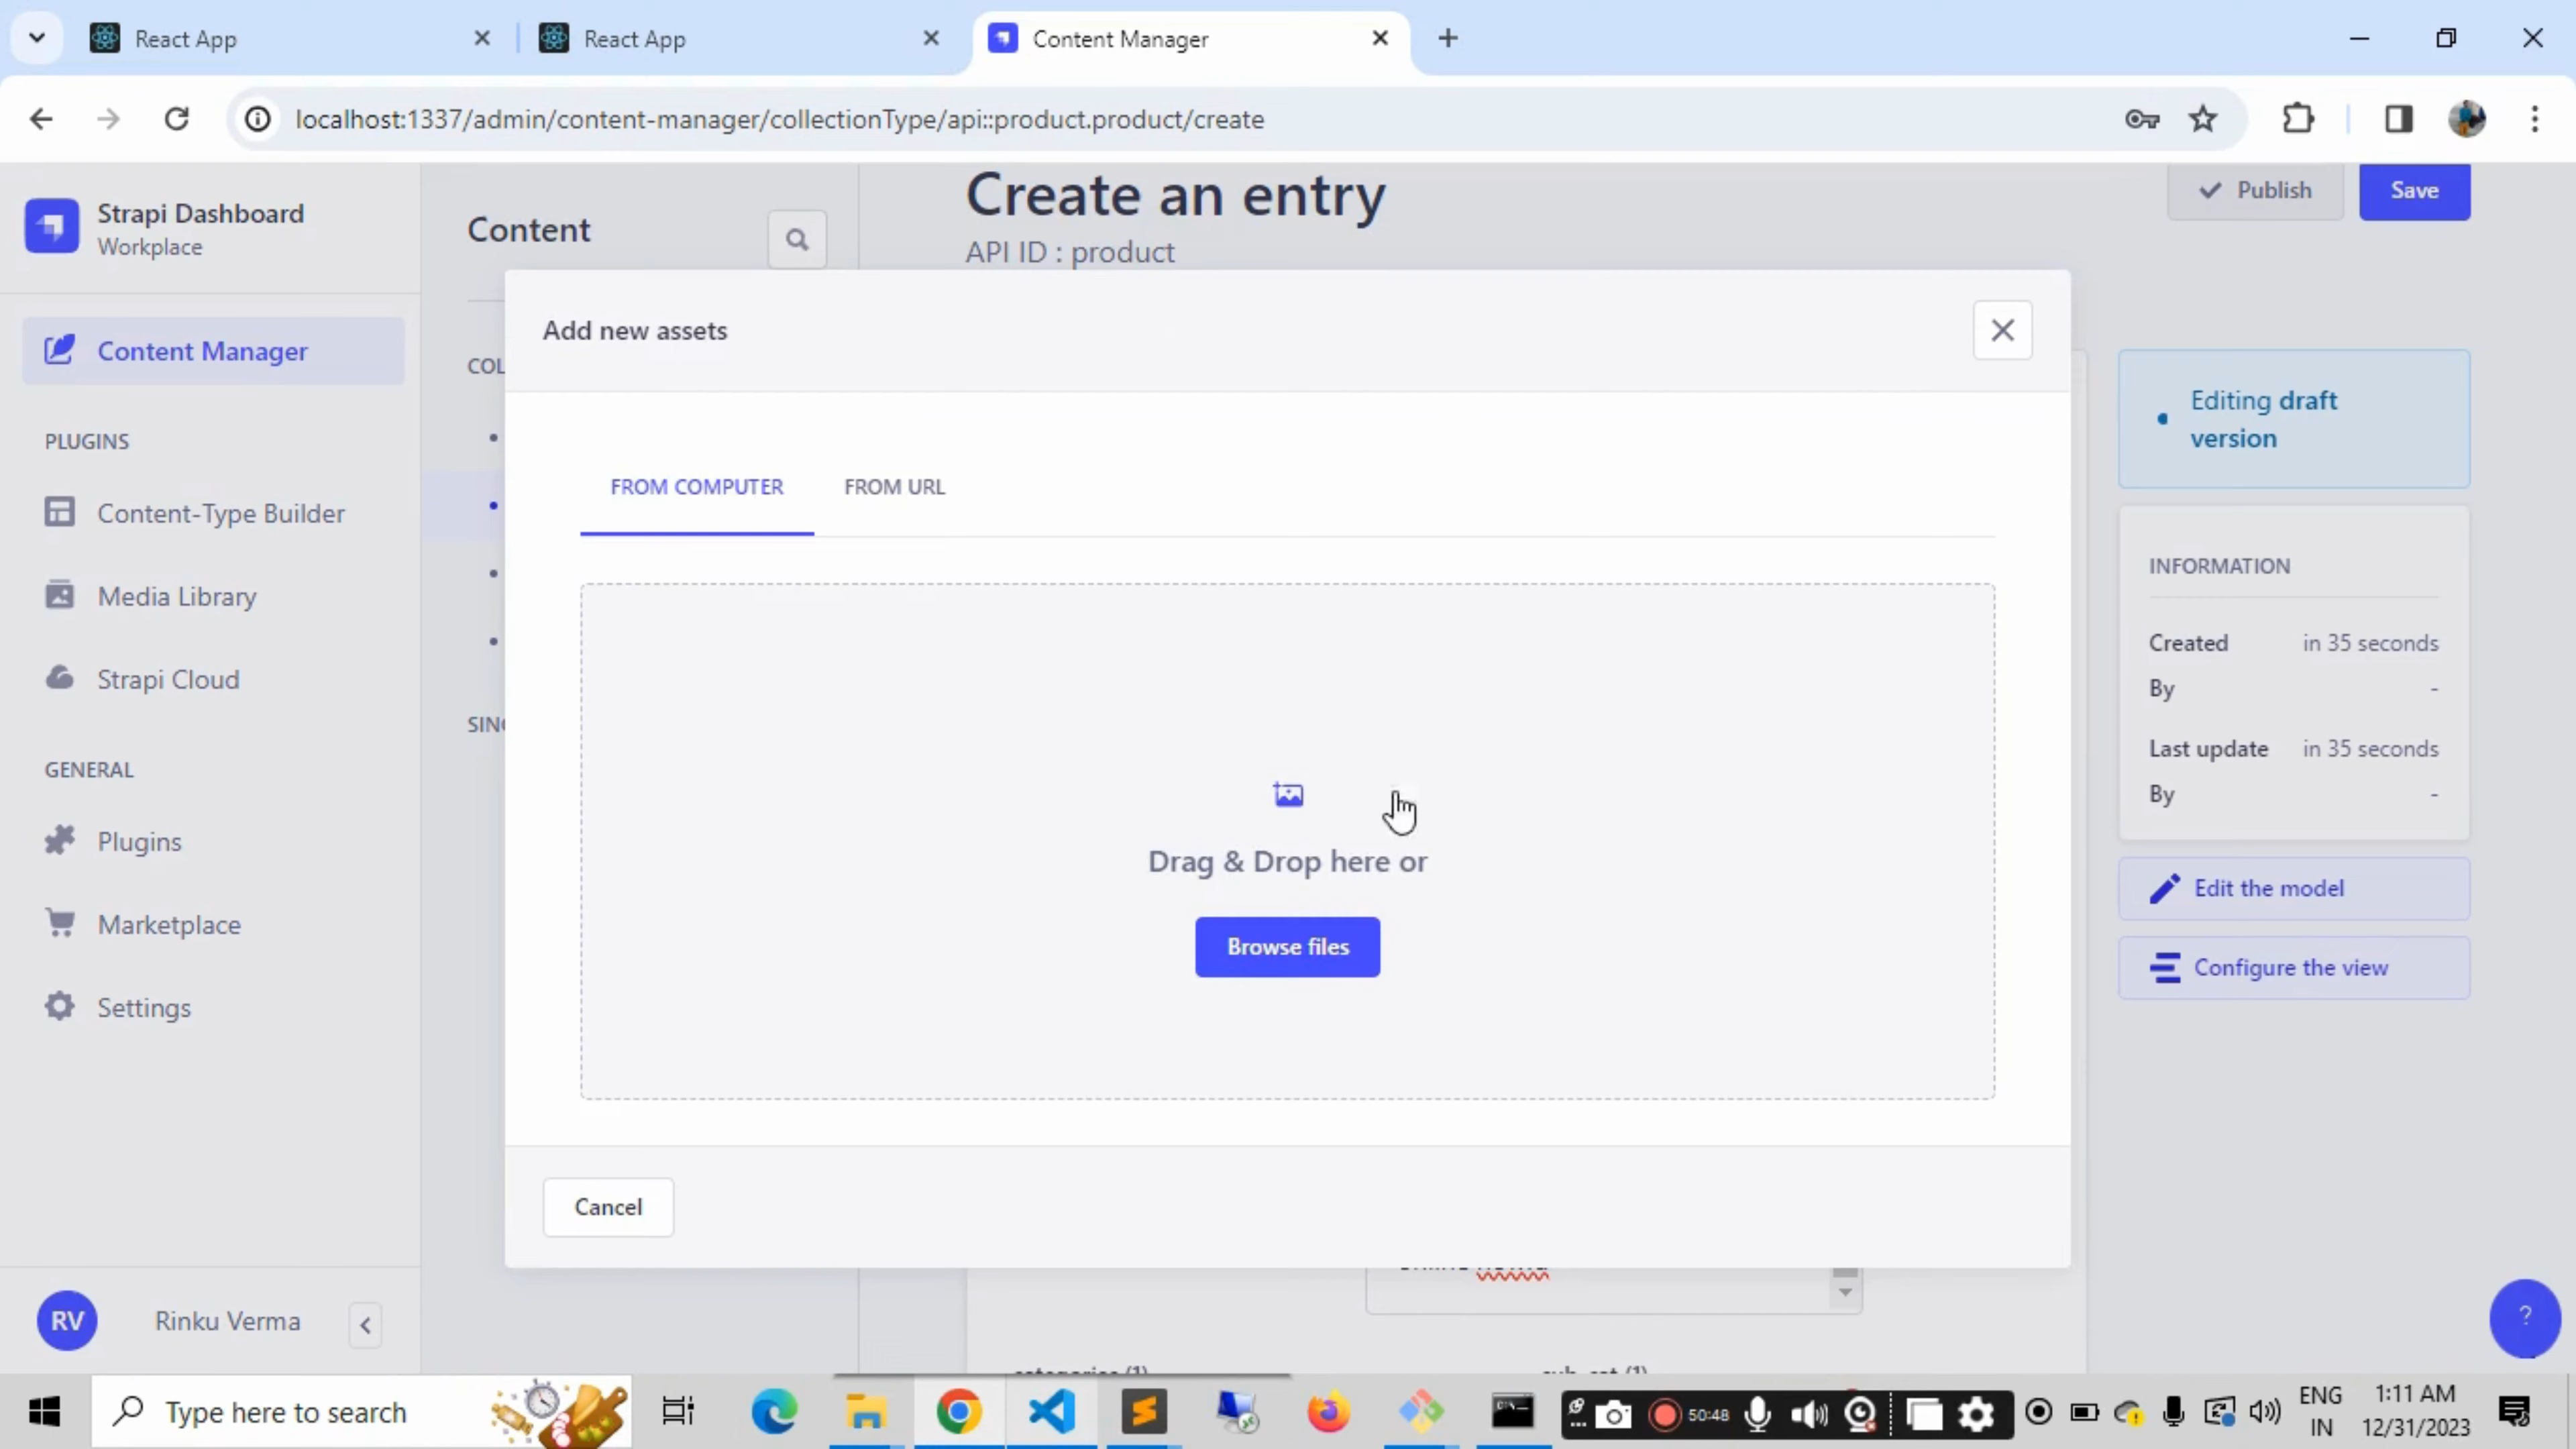 React App
React App
Content Manager
localhost:1337/admin/content-manager/collectionType/api::product.product/create
Strapi Dashboard
Workplace
Content Manager
PLUGINS
Content-Type Builder
Media Library
Strapi Cloud
GENERAL
Plugins
Marketplace
Settings
RV
Rinku Verma
Content
COL
SING
Create an entry
API ID : product
Publish
Save
Add new assets
FROM COMPUTER
FROM URL
Drag & Drop here or
Browse files
Cancel
Editing draft
version
INFORMATION
Created in 35 seconds
By -
Last update in 35 seconds
By -
Edit the model
Configure the view
categories (1)
sub_cat (1)
?
Type here to search
50:48
ENG
IN
1:11 AM
12/31/2023